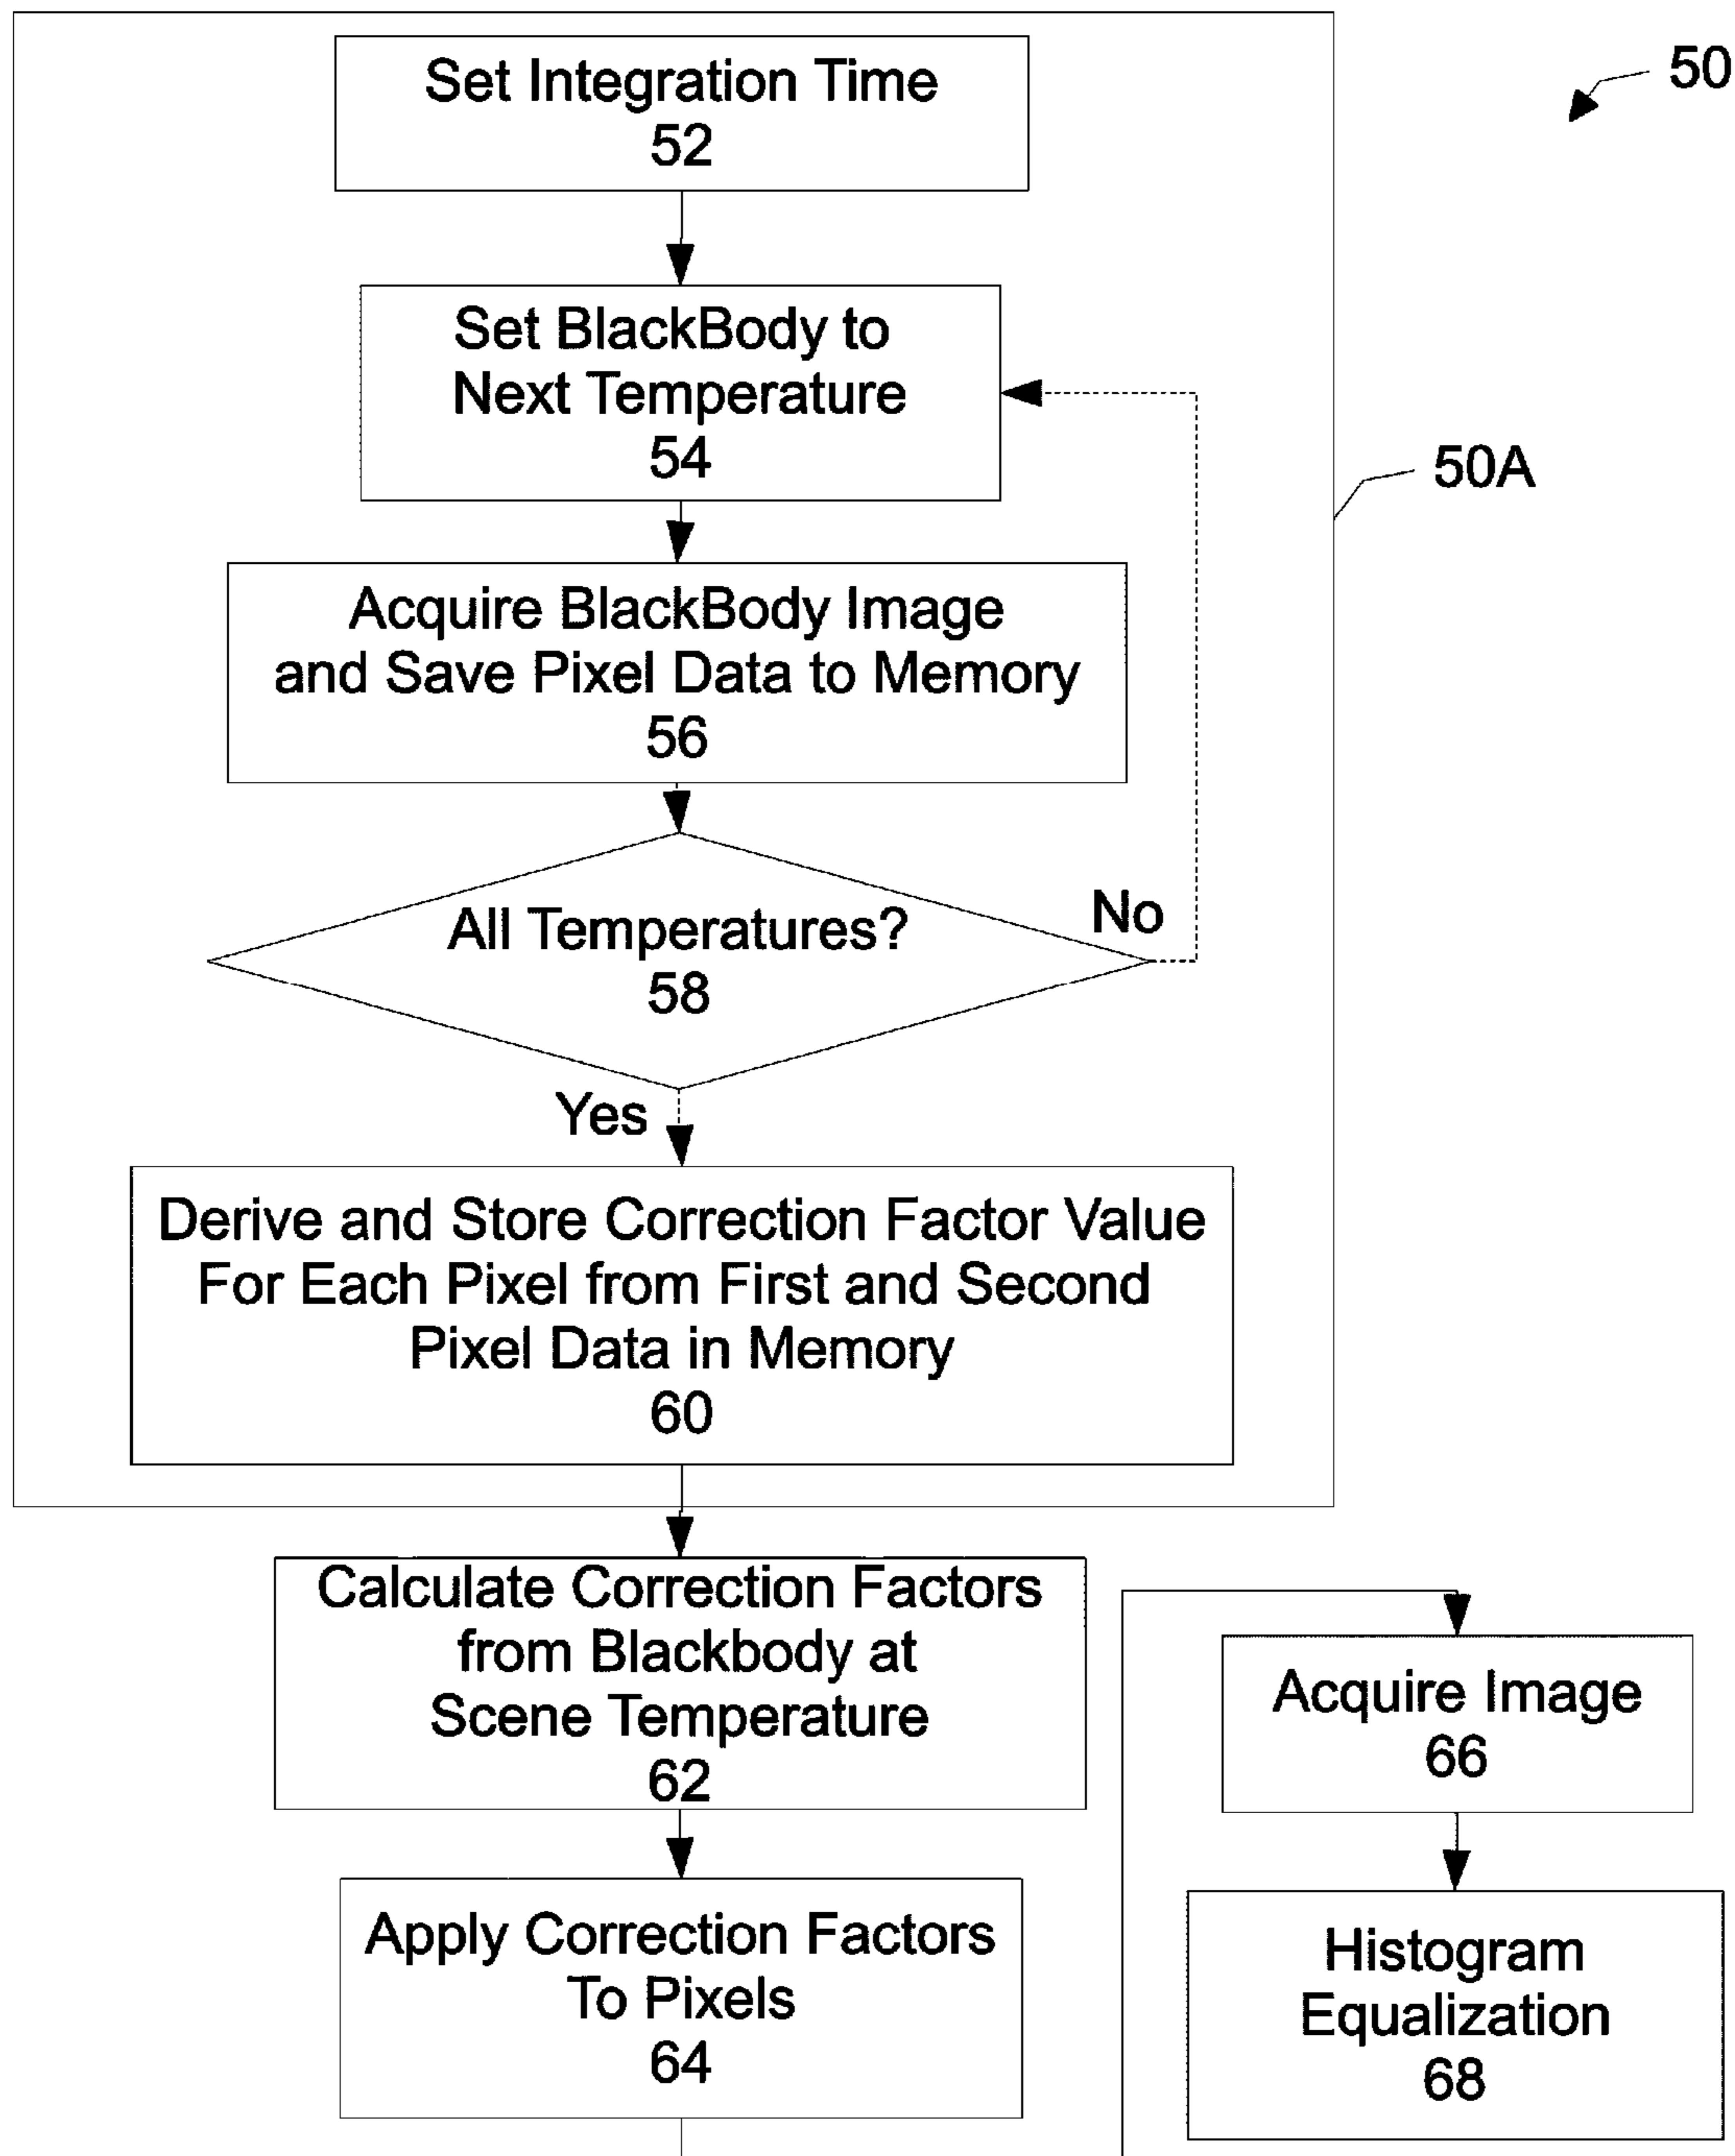 Set Integration Time
52
50
Set BlackBody to
Next Temperature
54
50A
Acquire BlackBody Image
and Save Pixel Data to Memory
56
All Temperatures?
58
No
Yes
Derive and Store Correction Factor Value
For Each Pixel from First and Second
Pixel Data in Memory
60
Calculate Correction Factors
from Blackbody at
Scene Temperature
62
Apply Correction Factors
To Pixels
64
Acquire Image
66
Histogram
Equalization
68